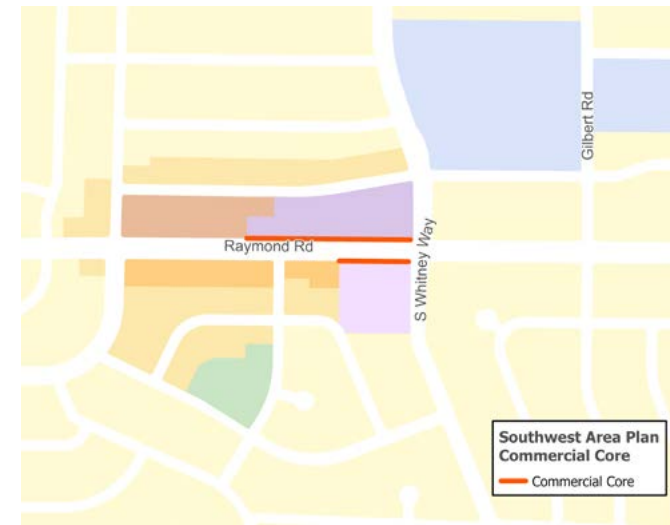 Gilbert Rd
Raymond Rd
S Whitney Way
Southwest Area Plan
Commercial Core
Commercial Core